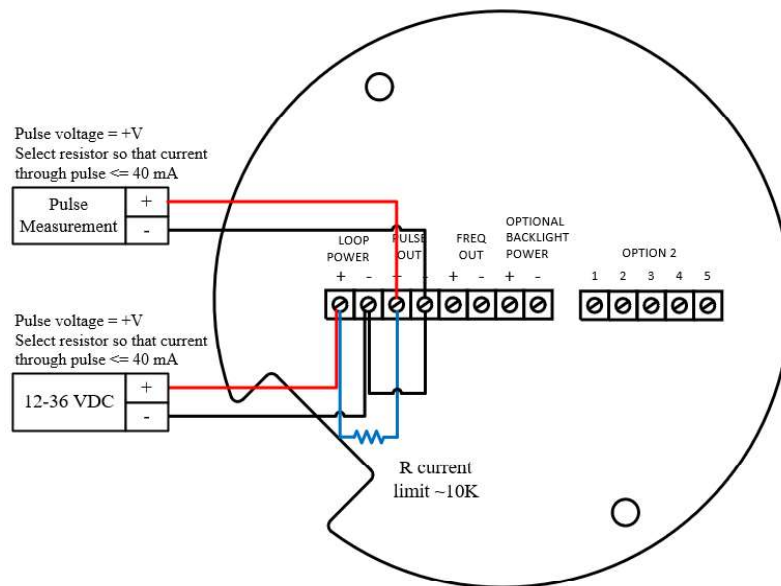 Pulse voltage = +V
Select resistor so that current
through pulse <= 40 mA
Pulse
Measurement
+
-
LOOP
POWER
PULSE
OUT
FREQ
OUT
OPTIONAL
BACKLIGHT
POWER
OPTION 2
+ - + - + - + -
1 2 3 4 5
Pulse voltage = +V
Select resistor so that current
through pulse <= 40 mA
12-36 VDC
+
-
R current
limit ~10K